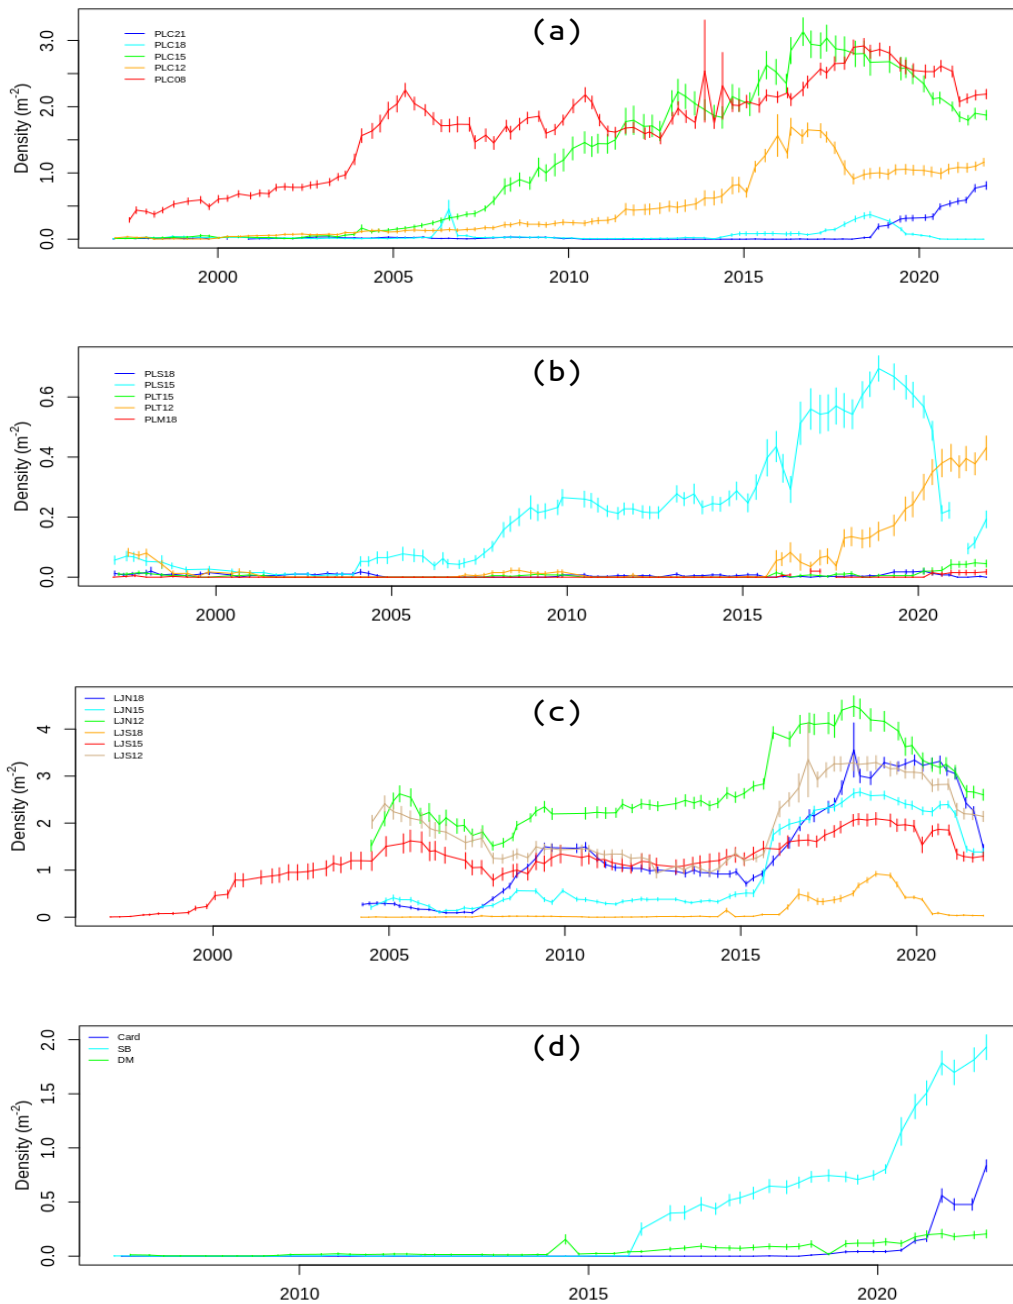 (a)
PLC21
PLC18
PLC15
PLC12
PLC08
Density (m⁻²)
3.0
2.0
1.0
0.0
2000 2005 2010 2015 2020
(b)
PLS18
PLS15
PLT15
PLT12
PLM18
Density (m⁻²)
0.6
0.4
0.2
0.0
2000 2005 2010 2015 2020
(c)
LJN18
LJN15
LJN12
LJS18
LJS15
LJS12
Density (m⁻²)
4
3
2
1
0
2000 2005 2010 2015 2020
(d)
Card
SB
DM
Density (m⁻²)
2.0
1.5
1.0
0.5
0.0
2010 2015 2020